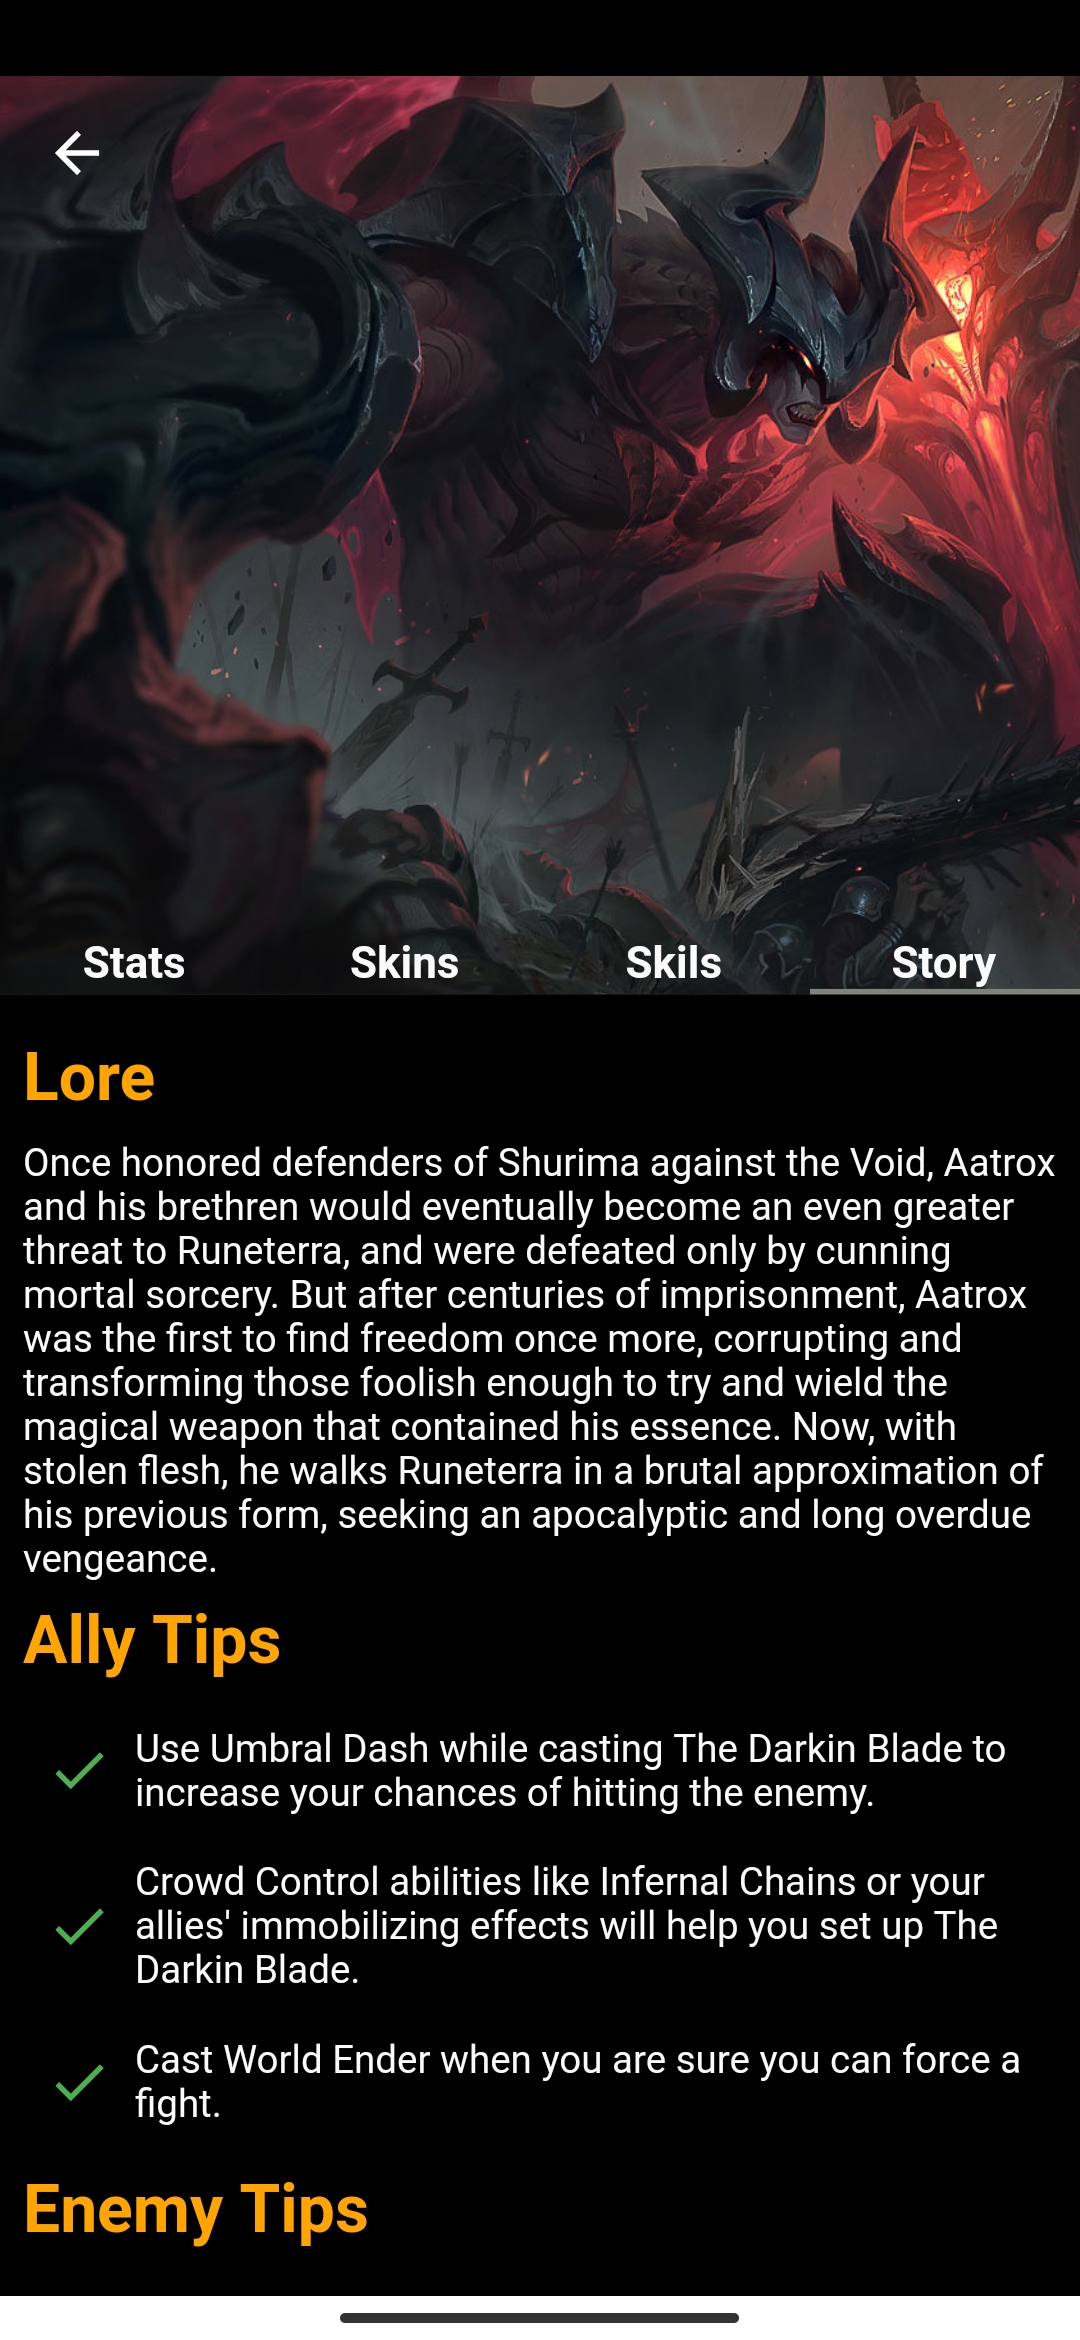 Stats Skins Skils Story
Lore
Once honored defenders of Shurima against the Void, Aatrox
and his brethren would eventually become an even greater
threat to Runeterra, and were defeated only by cunning
mortal sorcery. But after centuries of imprisonment, Aatrox
was the first to find freedom once more, corrupting and
transforming those foolish enough to try and wield the
magical weapon that contained his essence. Now, with
stolen flesh, he walks Runeterra in a brutal approximation of
his previous form, seeking an apocalyptic and long overdue
vengeance.
Ally Tips
Use Umbral Dash while casting The Darkin Blade to
increase your chances of hitting the enemy.
Crowd Control abilities like Infernal Chains or your
allies' immobilizing effects will help you set up The
Darkin Blade.
Cast World Ender when you are sure you can force a
fight.
Enemy Tips